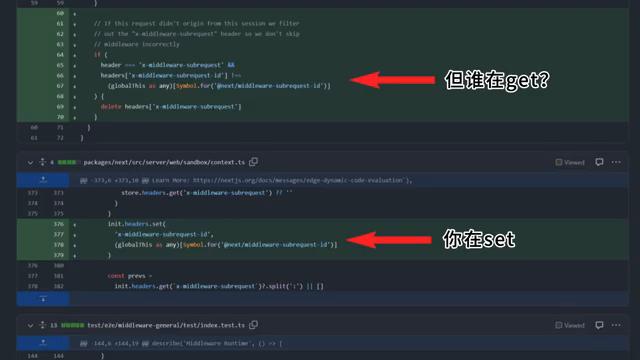 59 59 }
60
61 // If this request didn't origin from this session we filter
62 // out the "x-middleware-subrequest" header so we don't skip
63 // middleware incorrectly
64 if (
65 header === 'x-middleware-subrequest' &&
66 headers['x-middleware-subrequest-id'] !==
67 (globalThis as any)[Symbol.for('@next/middleware-subrequest-id')]
68 ) {
69 delete headers['x-middleware-subrequest']
70 }
60 71 }
61 72 }
但谁在get?
4 packages/next/src/server/web/sandbox/context.ts Viewed
@@ -373,6 +373,10 @@ Learn More: https://nextjs.org/docs/messages/edge-dynamic-code-evaluation`),
373 373 store.headers.get('x-middleware-subrequest') ?? ''
374 374 )
375 375 }
376 init.headers.set(
377 'x-middleware-subrequest-id',
378 (globalThis as any)[Symbol.for('@next/middleware-subrequest-id')]
379 )
你在set
376 380
377 381 const prevs =
378 382 init.headers.get(`x-middleware-subrequest`)?.split(':') || []
13 test/e2e/middleware-general/test/index.test.ts Viewed
@@ -144,6 +144,19 @@ describe('Middleware Runtime', () => {
144 144 }